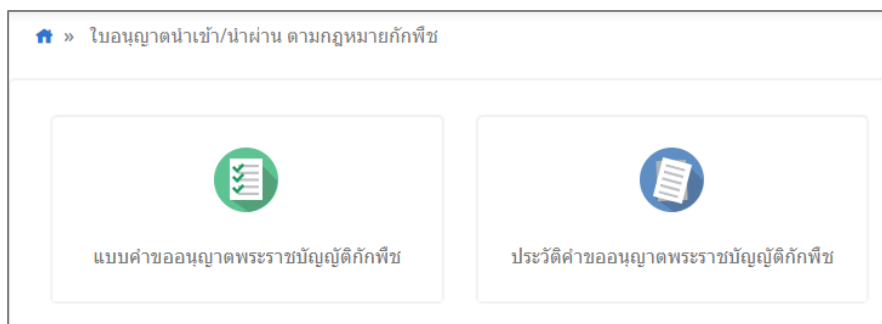 » ใบอนุญาตนำเข้า/นำผ่าน ตามกฎหมายกักพืช
แบบคำขออนุญาตพระราชบัญญัติกักพืช
ประวัติคำขออนุญาตพระราชบัญญัติกักพืช